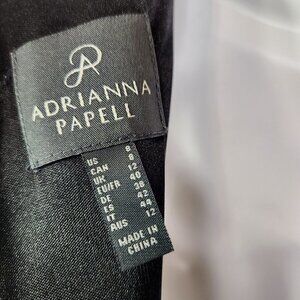 ADRIANNA
PAPELL
US 8
CAN 8
UK 12
EU/FR 40
DE 38
ES 42
IT 44
AUS 12
MADE IN
CHINA